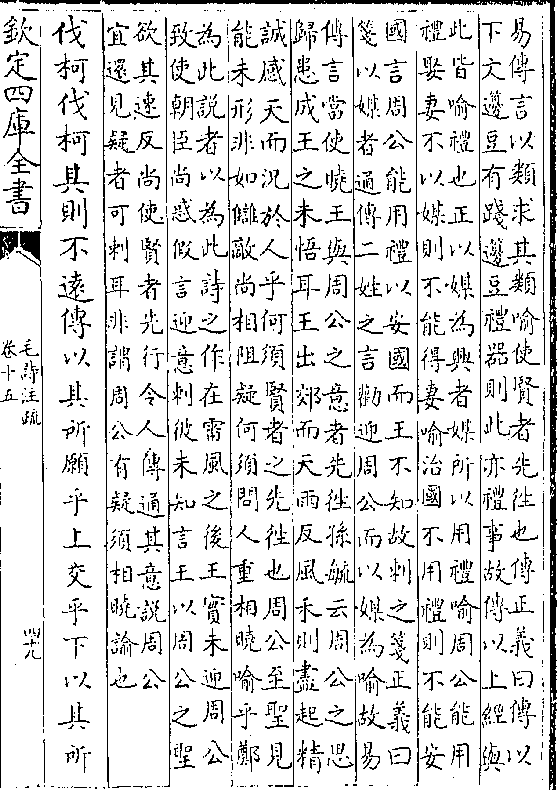 易傳言以類求其類喻使賢者先往也傳正義曰傳以
下文籩豆有踐籩豆禮器則此亦禮事故傳以上經與
此皆喻禮也正以媒為興者媒所以用禮喻周公能用
禮娶妻不以媒則不能得妻喻治國不用禮則不能安
國言周公能用禮以安國而王不知故刺之箋正義曰
箋以媒者通傳二姓之言勸迎周公而以媒為喻故易
傳言當使曉王與周公之意者先往孫毓云周公之思
歸患成王之未悟耳王出郊而天雨反風禾則盡起精
誠感天而況於人乎何須賢者之先往也周公至聖見
能未形非如讎敵尚相阻疑何須問人重相曉喻乎鄭
為此說者以為此詩之作在雷風之後王實未迎周公
致使朝臣尚惑假言迎意刺彼未知言王以周公之聖
欲其速反尚使賢者先行令人傳通其意說周公
宜還見疑者可刺耳非謂周公有疑須相曉諭也
伐柯伐柯其則不遠傳以其所願乎上交乎下以其所
欽定四庫全書
毛詩注疏
卷十五
四十九